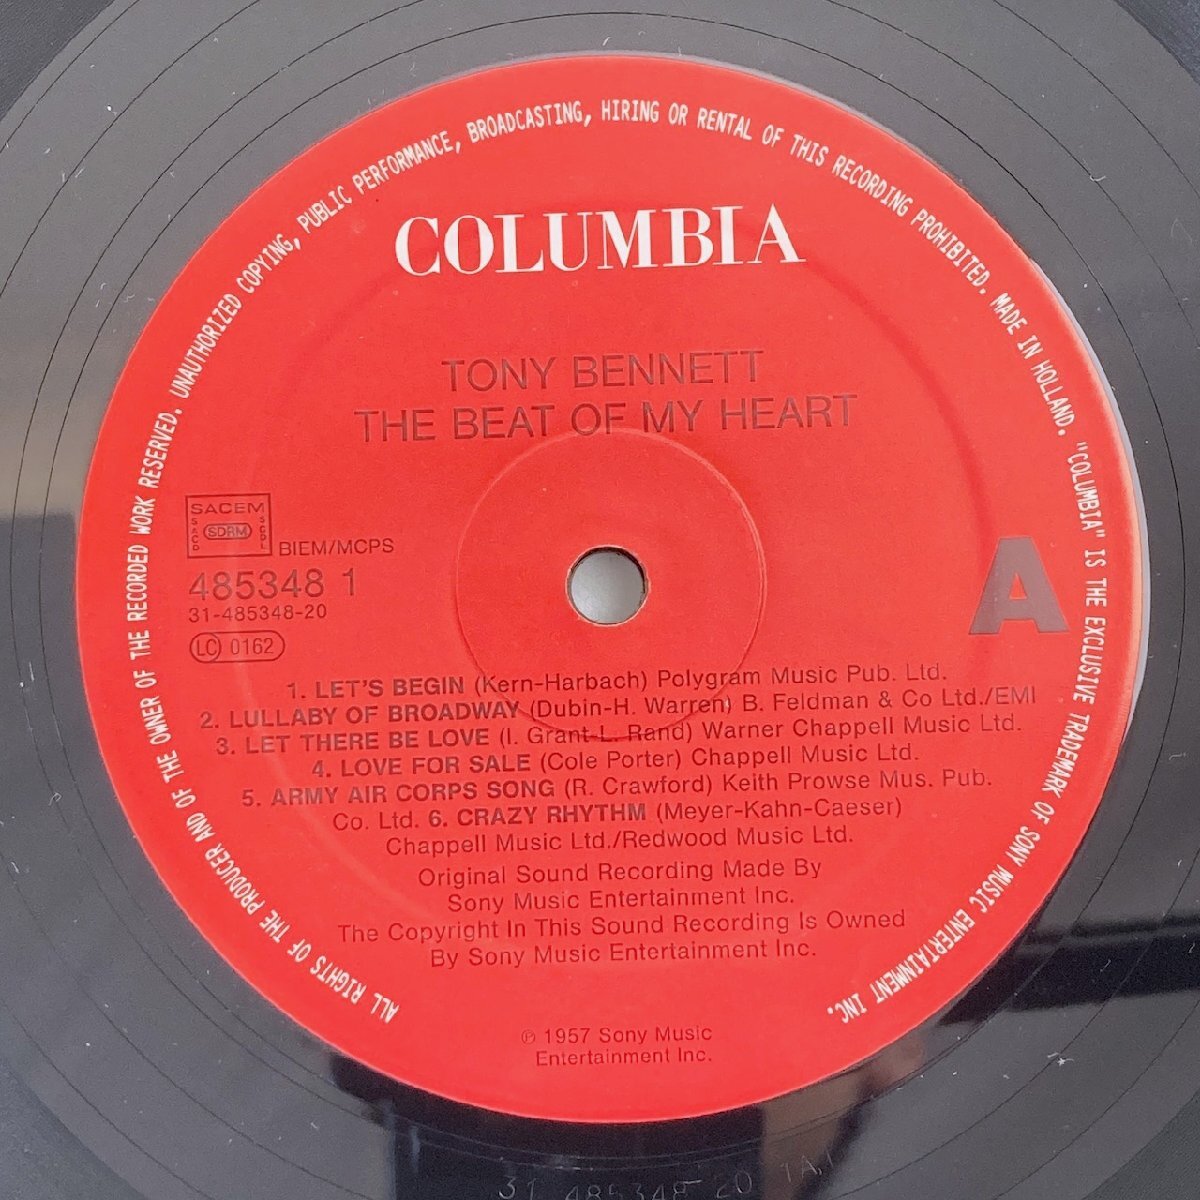 ALL RIGHTS OF THE PRODUCER AND OF THE OWNER OF THE RECORDED WORK RESERVED. UNAUTHORIZED COPYING, PUBLIC PERFORMANCE, BROADCASTING, HIRING OR RENTAL OF THIS RECORDING PROHIBITED. MADE IN HOLLAND. "COLUMBIA" IS THE EXCLUSIVE TRADEMARK OF SONY MUSIC ENTERTAINMENT INC.
COLUMBIA
TONY BENNETT
THE BEAT OF MY HEART
SACEM
SACD
SDRM
SGDL
BIEM/MCPS
485348 1
31-485348-20
LC 0162
A
1. LET'S BEGIN (Kern-Harbach) Polygram Music Pub. Ltd.
2. LULLABY OF BROADWAY (Dubin-H. Warren) B. Feldman & Co Ltd./EMI
3. LET THERE BE LOVE (I. Grant-L. Rand) Warner Chappell Music Ltd.
4. LOVE FOR SALE (Cole Porter) Chappell Music Ltd.
5. ARMY AIR CORPS SONG (R. Crawford) Keith Prowse Mus. Pub.
Co. Ltd. 6. CRAZY RHYTHM (Meyer-Kahn-Caeser)
Chappell Music Ltd./Redwood Music Ltd.
Original Sound Recording Made By
Sony Music Entertainment Inc.
The Copyright In This Sound Recording Is Owned
By Sony Music Entertainment Inc.
℗ 1957 Sony Music
Entertainment Inc.
31 485348 20